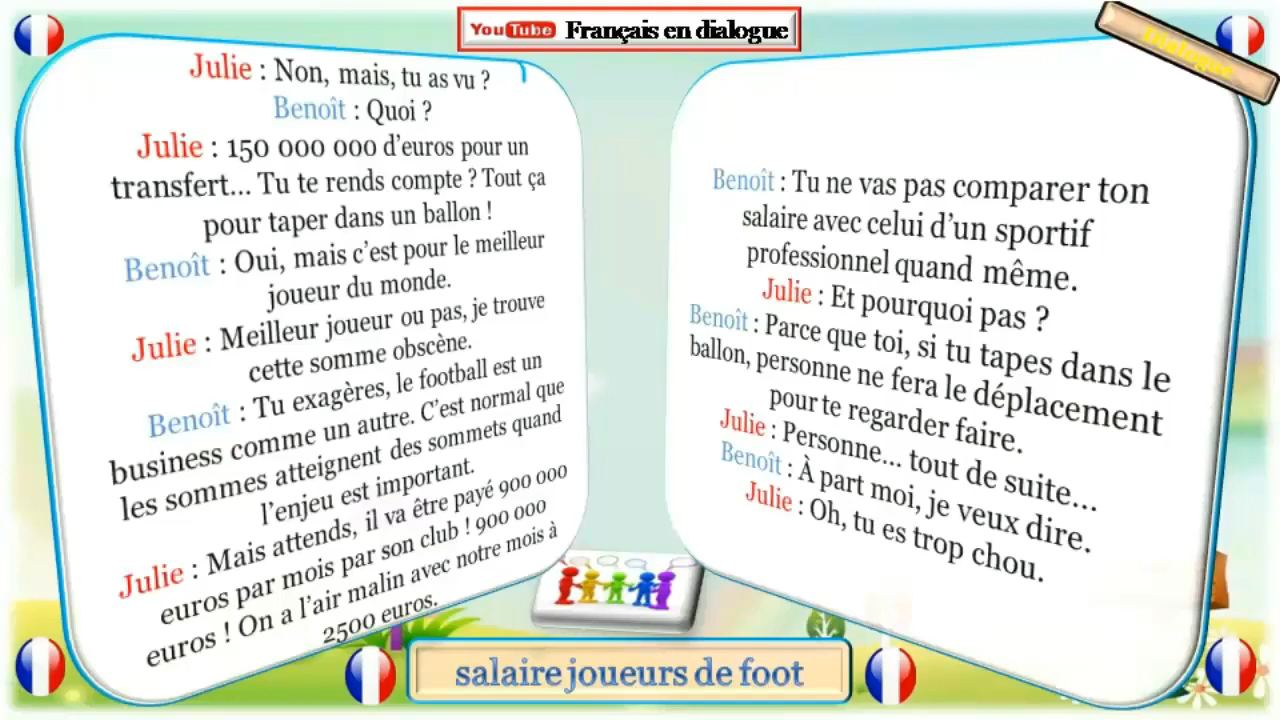 YouTube Français en dialogue
Dialogue
Julie : Non, mais, tu as vu ?
Benoît : Quoi ?
Julie : 150 000 000 d’euros pour un
transfert... Tu te rends compte ? Tout ça
pour taper dans un ballon !
Benoît : Oui, mais c’est pour le meilleur
joueur du monde.
Julie : Meilleur joueur ou pas, je trouve
cette somme obscène.
Benoît : Tu exagères, le football est un
business comme un autre. C’est normal que
les sommes atteignent des sommets quand
l’enjeu est important.
Julie : Mais attends, il va être payé 900 000
euros par mois par son club ! 900 000
euros ! On a l’air malin avec notre mois à
2500 euros.
Benoît : Tu ne vas pas comparer ton
salaire avec celui d’un sportif
professionnel quand même.
Julie : Et pourquoi pas ?
Benoît : Parce que toi, si tu tapes dans le
ballon, personne ne fera le déplacement
pour te regarder faire.
Julie : Personne... tout de suite...
Benoît : À part moi, je veux dire.
Julie : Oh, tu es trop chou.
salaire joueurs de foot